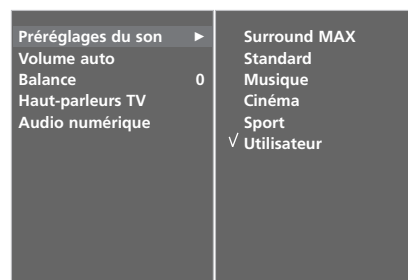 Préréglages du son ►
Volume auto
Balance 0
Haut-parleurs TV
Audio numérique
Surround MAX
Standard
Musique
Cinéma
Sport
√ Utilisateur